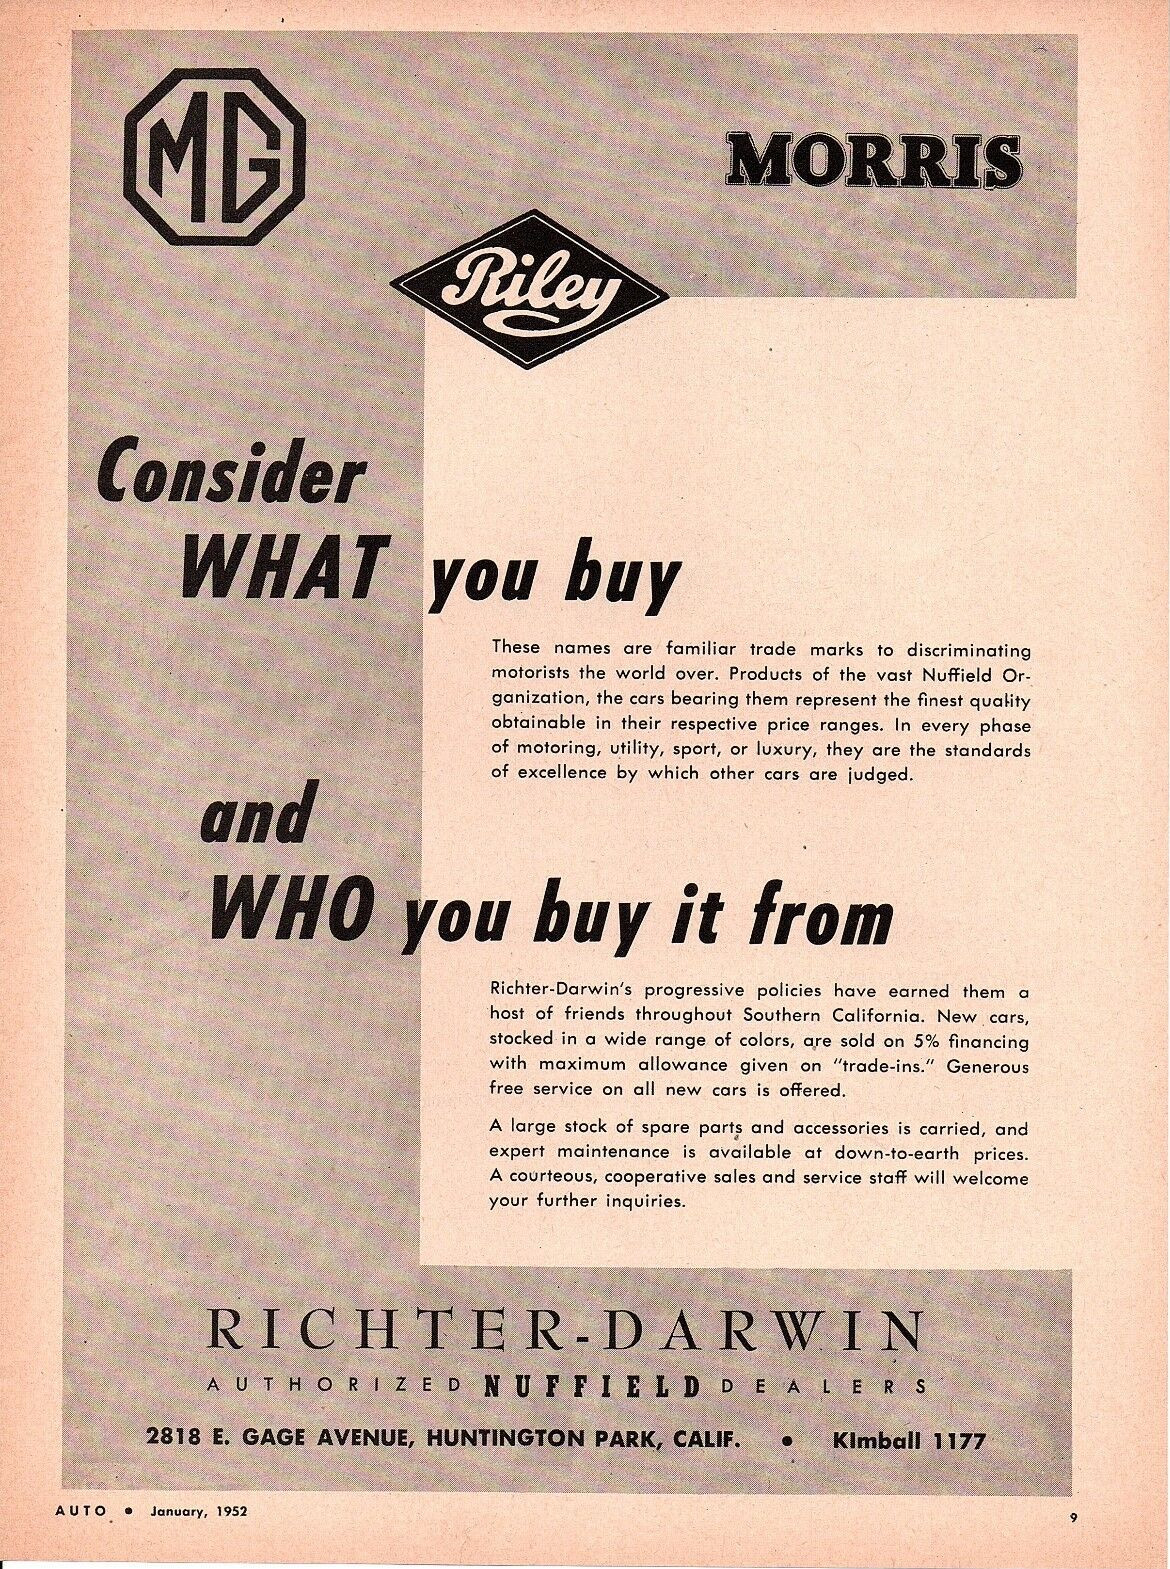 MG
MORRIS
Riley
Consider
WHAT you buy
These names are familiar trade marks to discriminating
motorists the world over. Products of the vast Nuffield Or-
ganization, the cars bearing them represent the finest quality
obtainable in their respective price ranges. In every phase
of motoring, utility, sport, or luxury, they are the standards
of excellence by which other cars are judged.
and
WHO you buy it from
Richter-Darwin's progressive policies have earned them a
host of friends throughout Southern California. New cars,
stocked in a wide range of colors, are sold on 5% financing
with maximum allowance given on "trade-ins." Generous
free service on all new cars is offered.
A large stock of spare parts and accessories is carried, and
expert maintenance is available at down-to-earth prices.
A courteous, cooperative sales and service staff will welcome
your further inquiries.
RICHTER-DARWIN
AUTHORIZED NUFFIELD DEALERS
2818 E. GAGE AVENUE, HUNTINGTON PARK, CALIF. • KImball 1177
AUTO • January, 1952
9